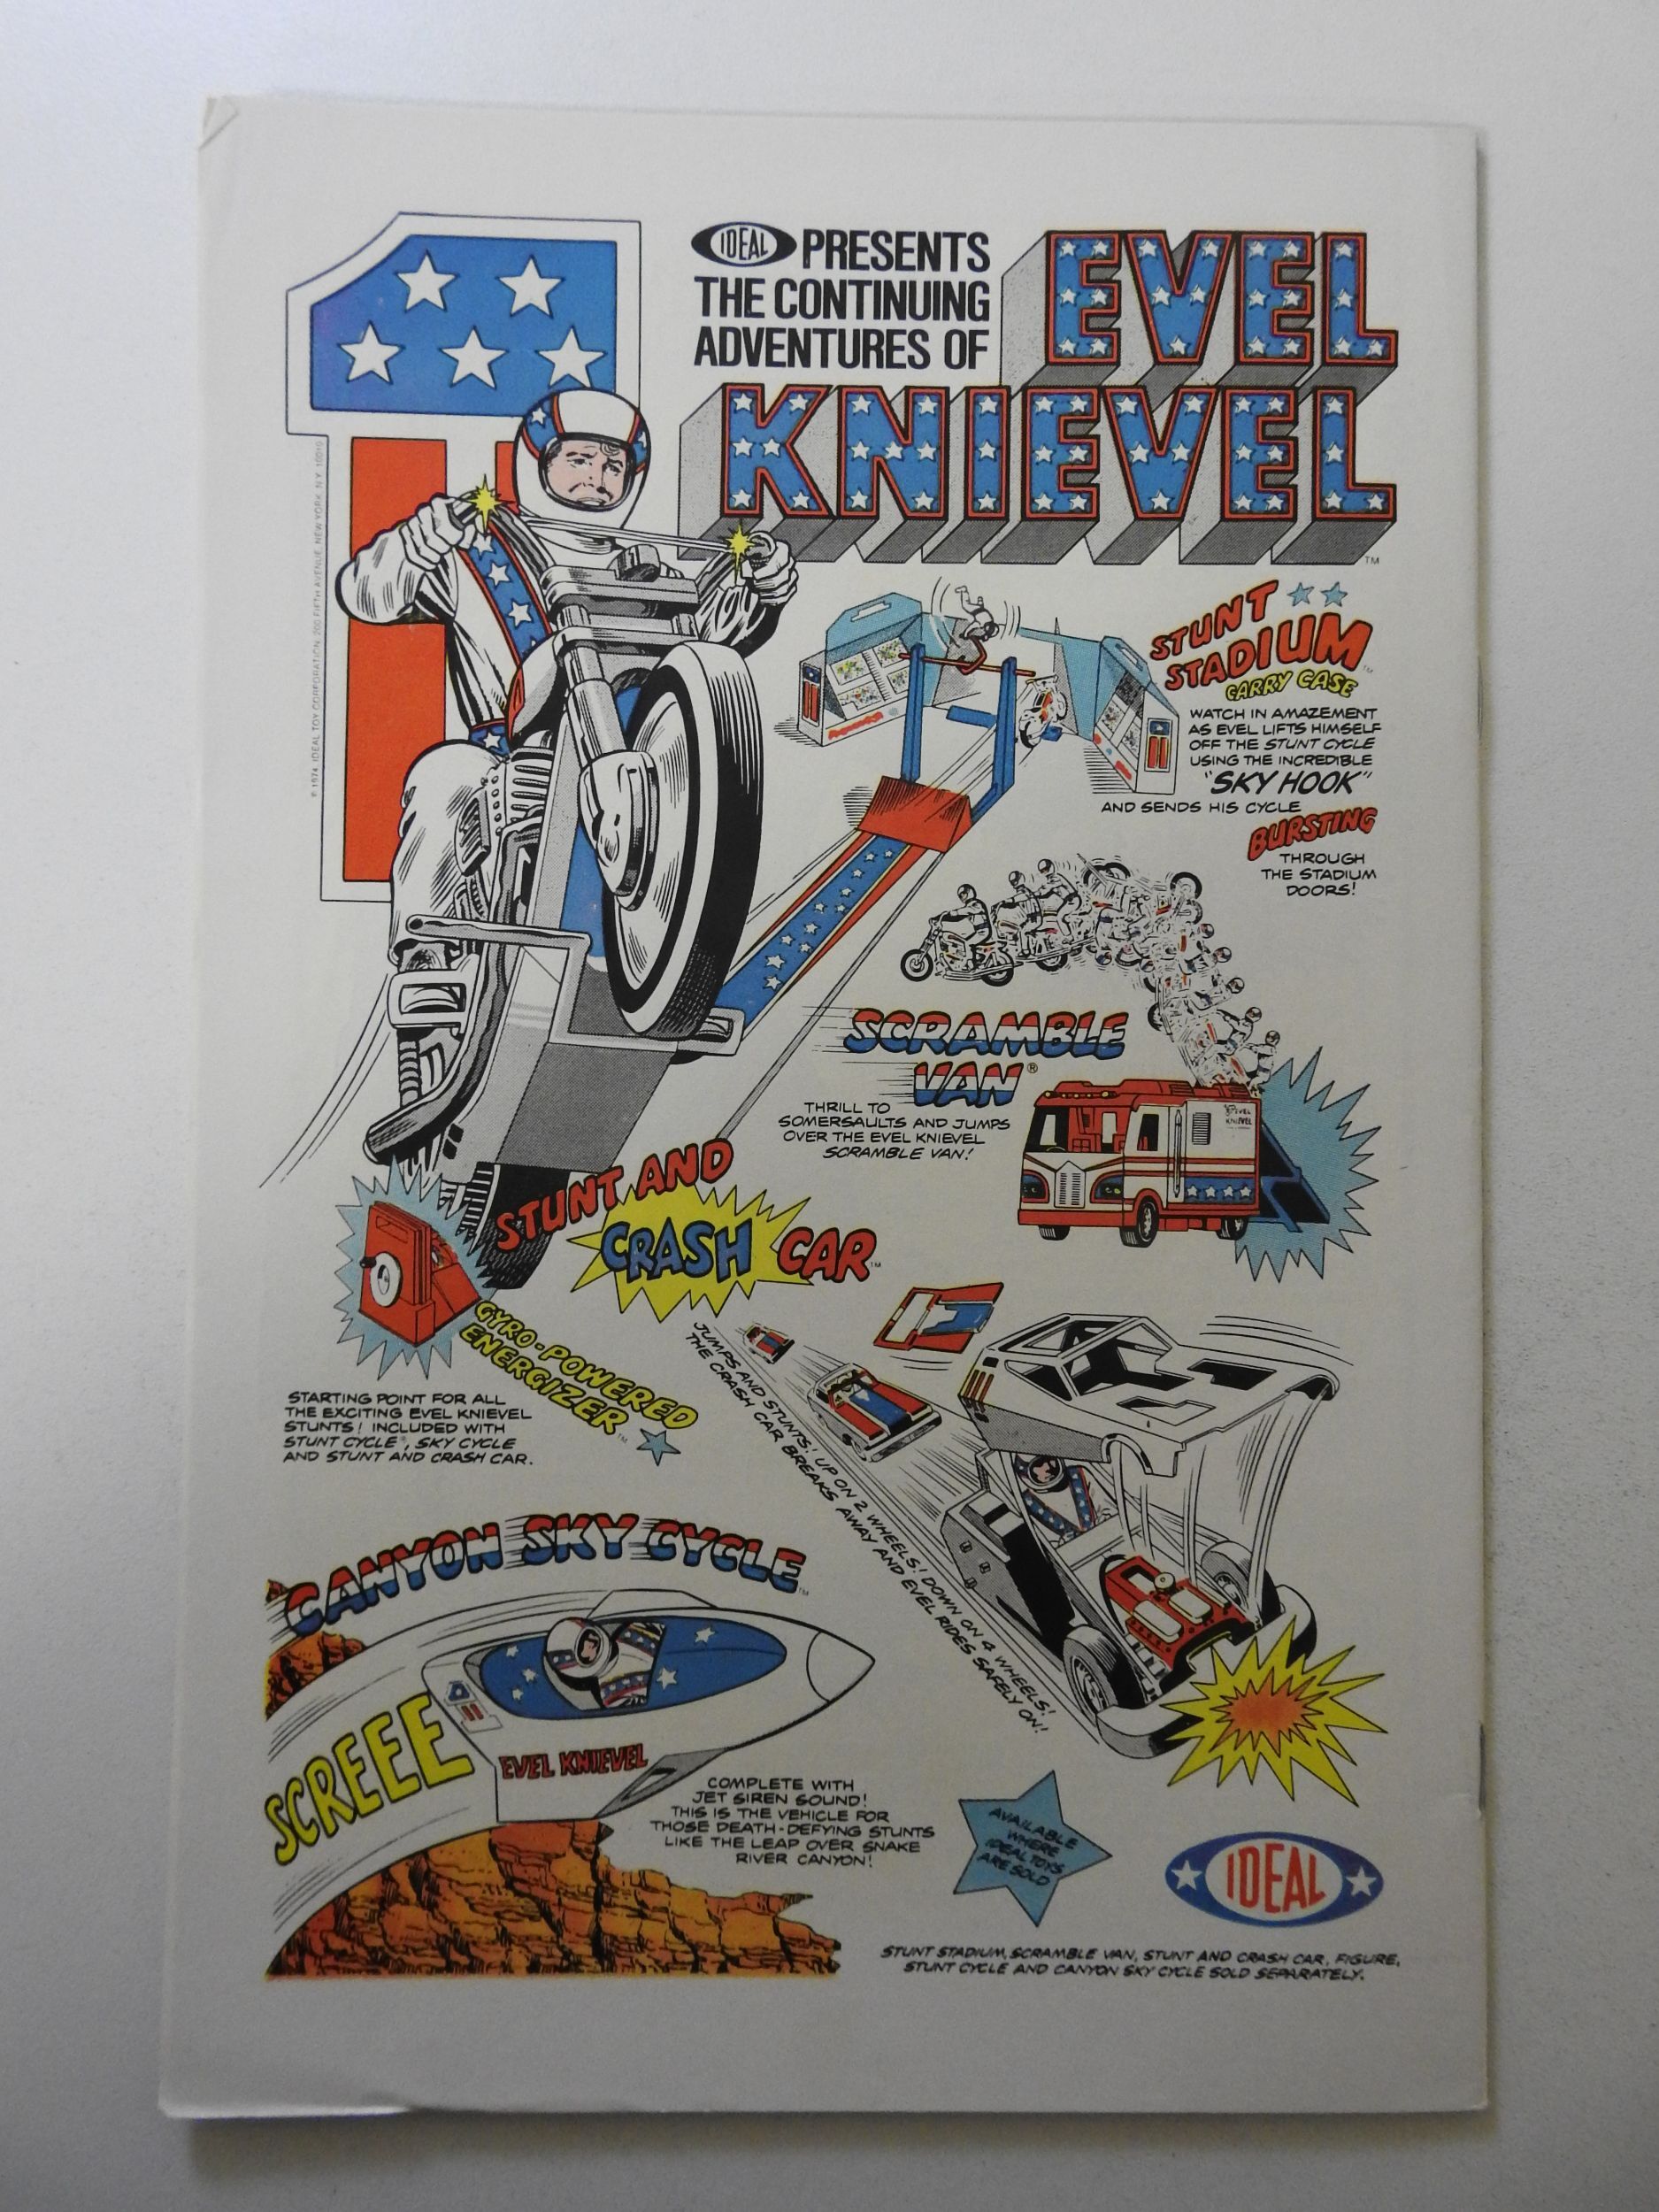 IDEAL PRESENTS
THE CONTINUING
ADVENTURES OF
EVEL
KNIEVEL™
© 1974, IDEAL TOY CORPORATION, 200 FIFTH AVENUE, NEW YORK, N.Y. 10010
STUNT
STADIUM™
CARRY CASE
WATCH IN AMAZEMENT
AS EVEL LIFTS HIMSELF
OFF THE STUNT CYCLE
USING THE INCREDIBLE
"SKY HOOK"
AND SENDS HIS CYCLE
BURSTING
THROUGH
THE STADIUM
DOORS!
SCRAMBLE
VAN®
THRILL TO
SOMERSAULTS AND JUMPS
OVER THE EVEL KNIEVEL
SCRAMBLE VAN!
EVEL
KNIEVEL
STUNT AND
CRASH CAR™
JUMPS AND STUNTS! UP ON 2 WHEELS! DOWN ON 4 WHEELS!
THE CRASH CAR BREAKS AWAY AND EVEL RIDES SAFELY ON!
GYRO-POWERED
ENERGIZER™
STARTING POINT FOR ALL
THE EXCITING EVEL KNIEVEL
STUNTS! INCLUDED WITH
STUNT CYCLE®, SKY CYCLE
AND STUNT AND CRASH CAR.
CANYON SKY CYCLE™
SCREEE
EVEL KNIEVEL
COMPLETE WITH
JET SIREN SOUND!
THIS IS THE VEHICLE FOR
THOSE DEATH-DEFYING STUNTS
LIKE THE LEAP OVER SNAKE
RIVER CANYON!
AVAILABLE
WHERE
IDEAL TOYS
ARE SOLD
IDEAL
STUNT STADIUM, SCRAMBLE VAN, STUNT AND CRASH CAR, FIGURE,
STUNT CYCLE AND CANYON SKY CYCLE SOLD SEPARATELY.